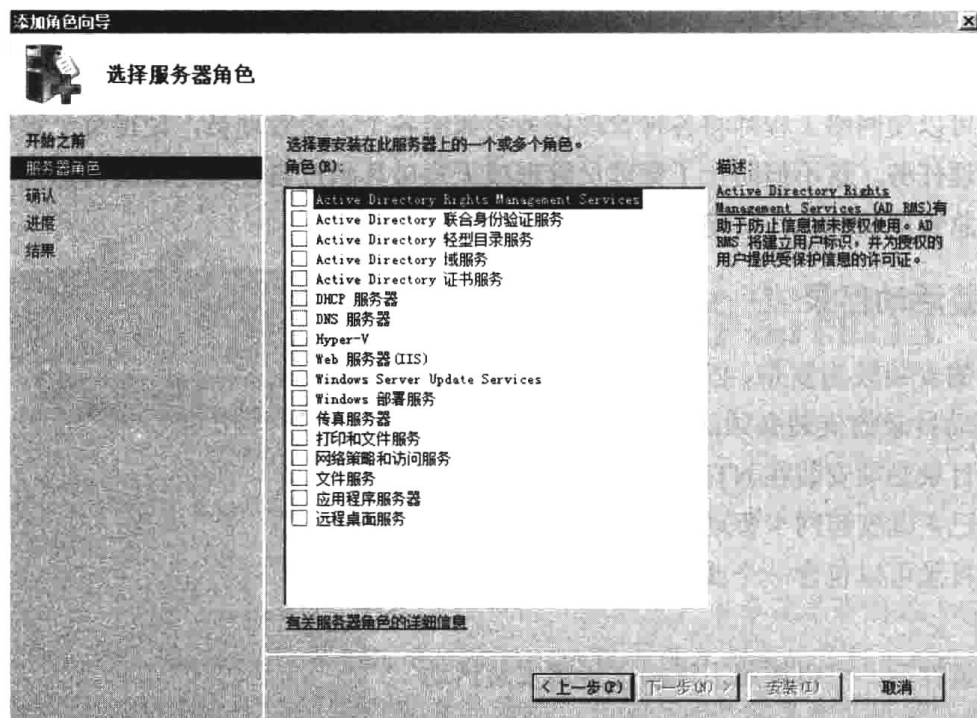 添加角色向导
选择服务器角色
开始之前
服务器角色
确认
进度
结果
选择要安装在此服务器上的一个或多个角色。
角色(R):
Active Directory Rights Management Services
Active Directory 联合身份验证服务
Active Directory 轻型目录服务
Active Directory 域服务
Active Directory 证书服务
DHCP 服务器
DNS 服务器
Hyper-V
Web 服务器(IIS)
Windows Server Update Services
Windows 部署服务
传真服务器
打印和文件服务
网络策略和访问服务
文件服务
应用程序服务器
远程桌面服务
有关服务器角色的详细信息
描述:
Active Directory Rights
Management Services (AD RMS)有
助于防止信息被未授权使用。AD
RMS 将建立用户标识，并为授权的
用户提供受保护信息的许可证。
< 上一步(P)
下一步(N) >
安装(I)
取消